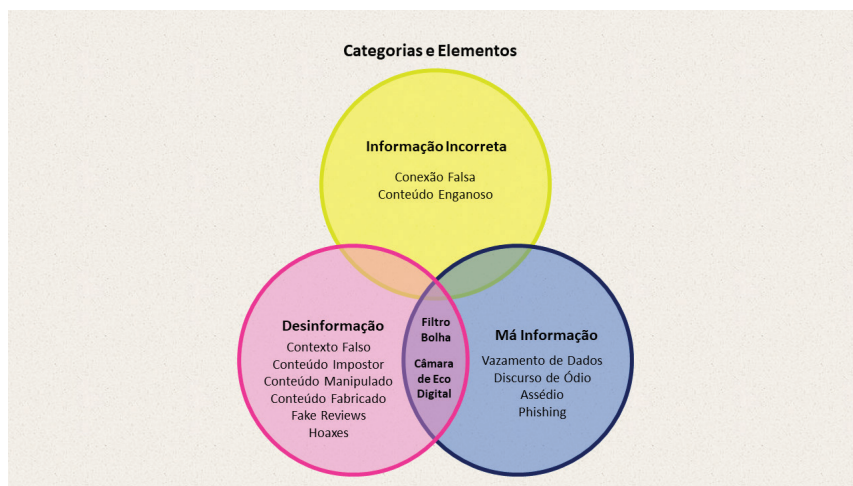 Categorias e Elementos
Informação Incorreta
Conexão Falsa
Conteúdo Enganoso
Desinformação
Contexto Falso
Conteúdo Impostor
Conteúdo Manipulado
Conteúdo Fabricado
Fake Reviews
Hoaxes
Filtro
Bolha
Câmara
de Eco
Digital
Má Informação
Vazamento de Dados
Discurso de Ódio
Assédio
Phishing